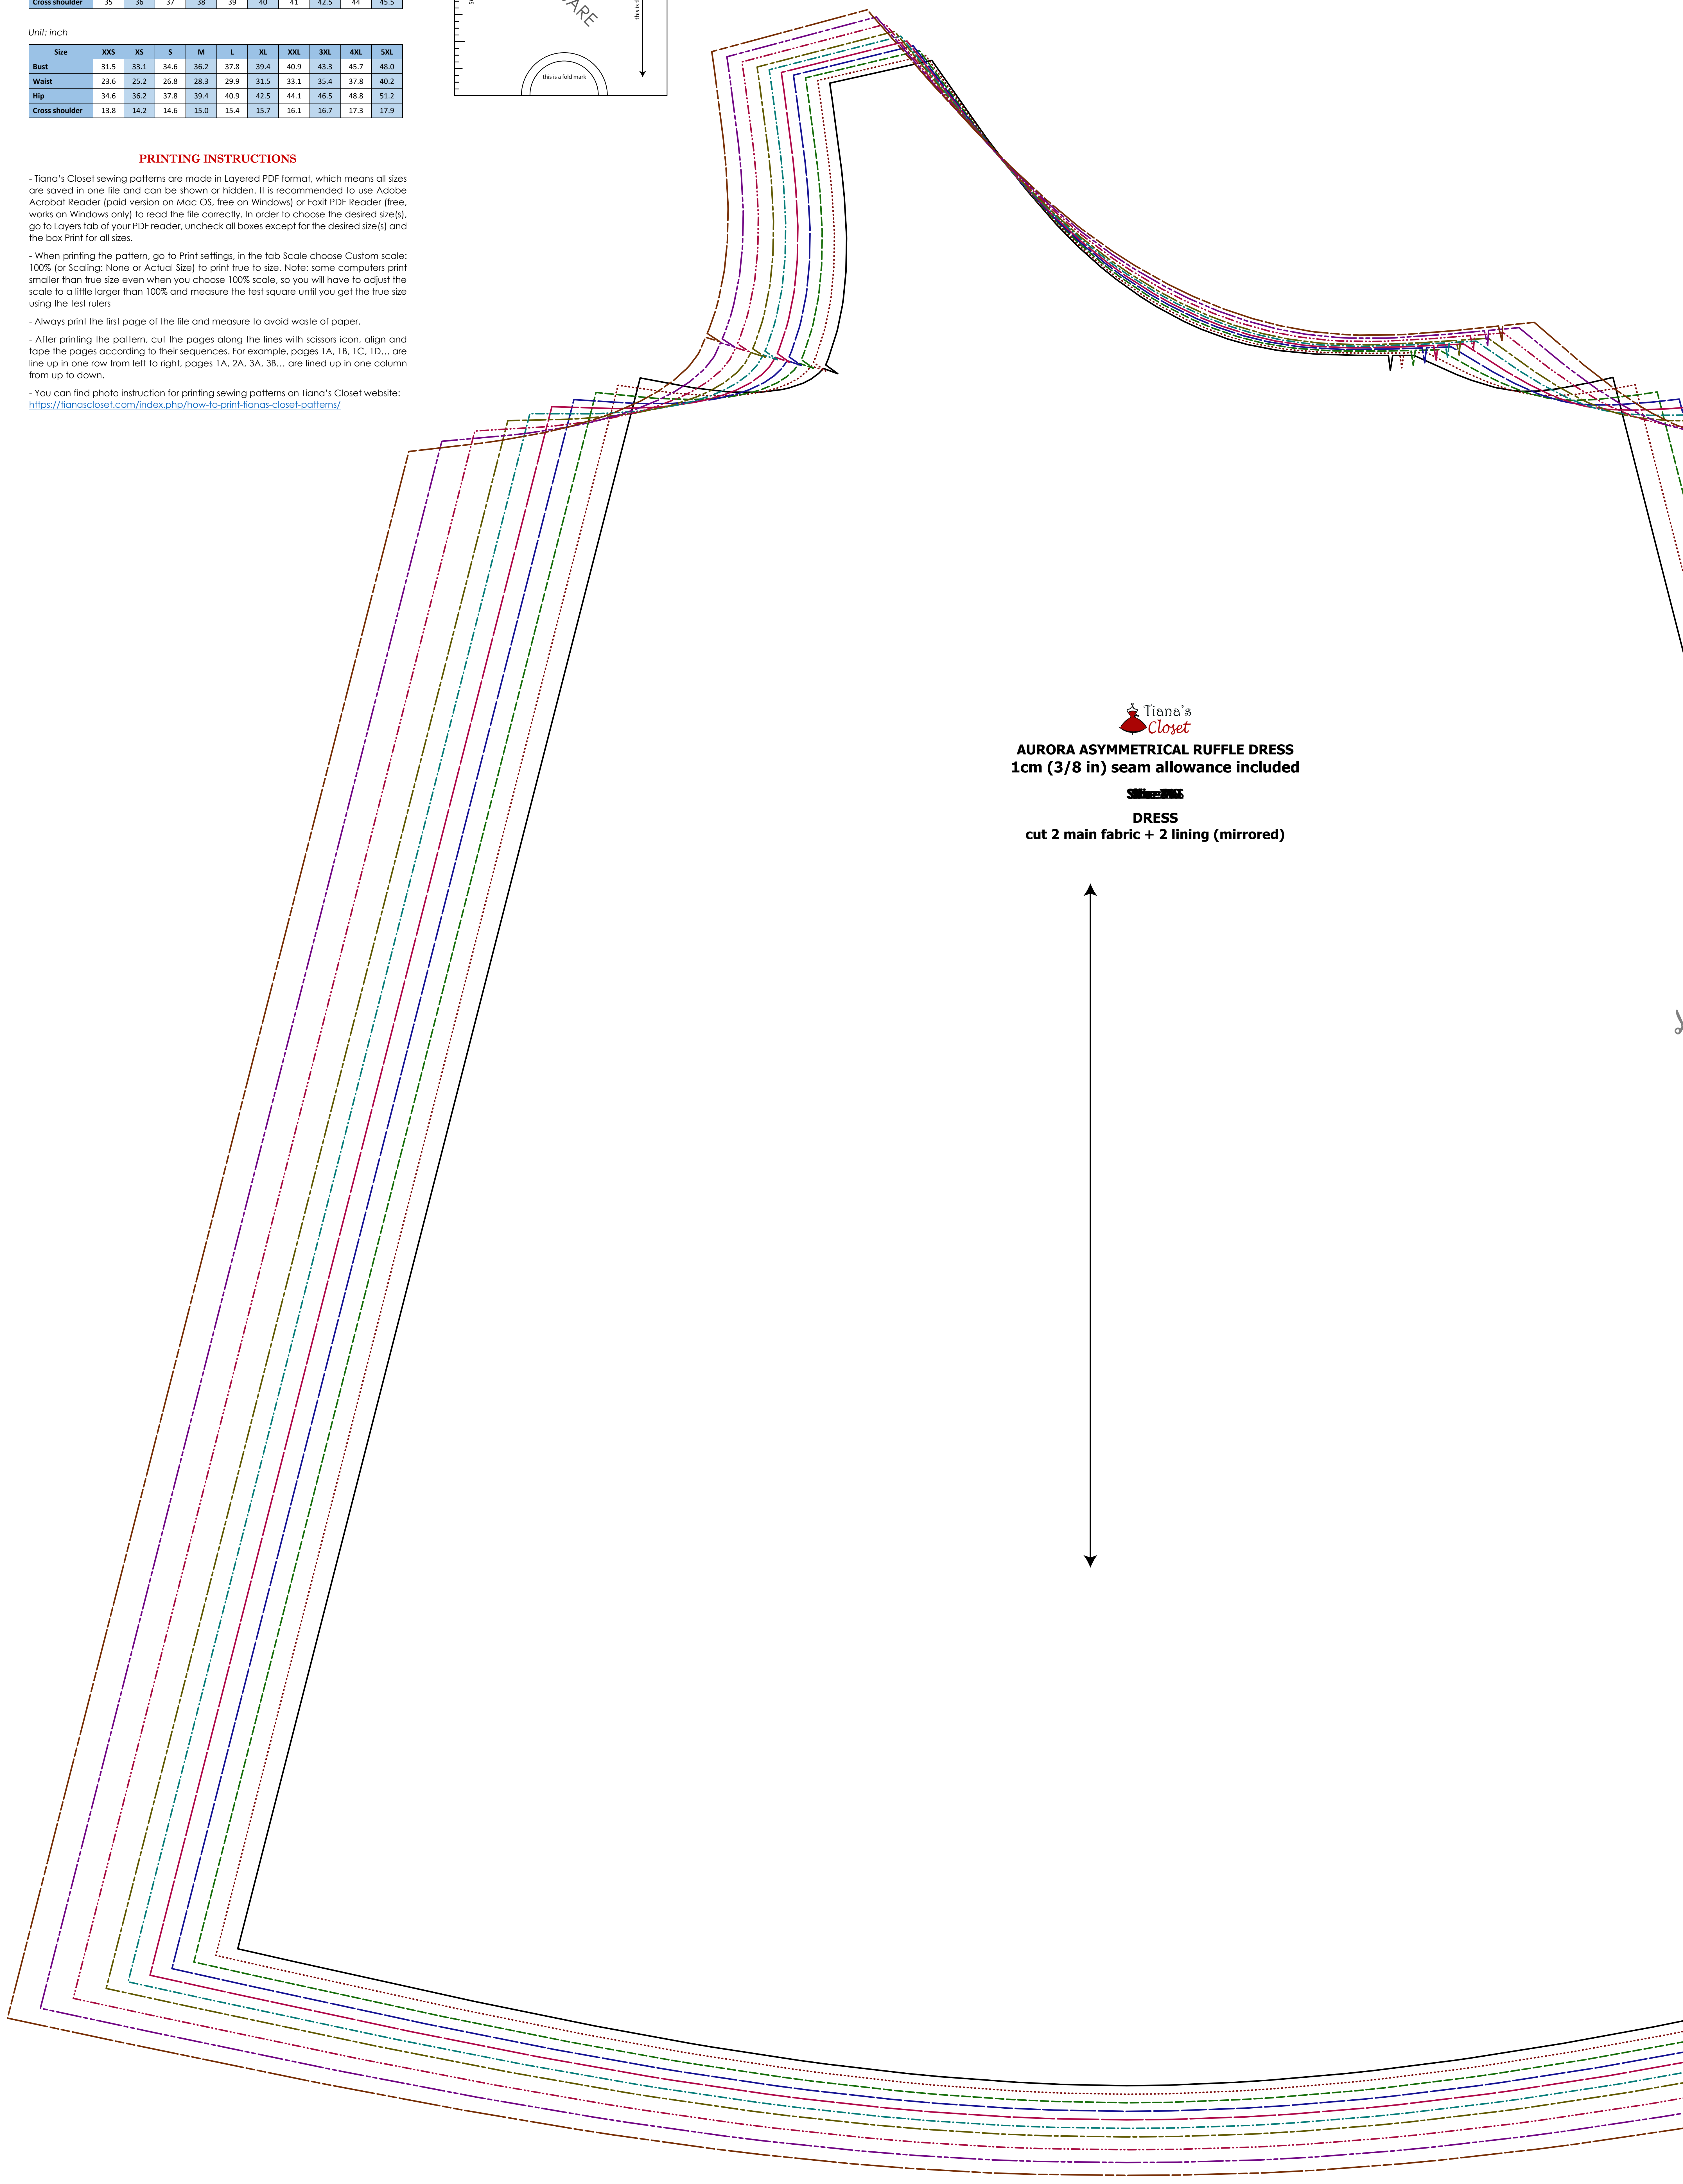 Cross shoulder 35 36 37 38 39 40 41 42.5 44 45.5
Unit: inch
Size XXS XS S M L XL XXL 3XL 4XL 5XL
Bust 31.5 33.1 34.6 36.2 37.8 39.4 40.9 43.3 45.7 48.0
Waist 23.6 25.2 26.8 28.3 29.9 31.5 33.1 35.4 37.8 40.2
Hip 34.6 36.2 37.8 39.4 40.9 42.5 44.1 46.5 48.8 51.2
Cross shoulder 13.8 14.2 14.6 15.0 15.4 15.7 16.1 16.7 17.3 17.9
this is a fold mark
PRINTING INSTRUCTIONS
- Tiana's Closet sewing patterns are made in Layered PDF format, which means all sizes
are saved in one file and can be shown or hidden. It is recommended to use Adobe
Acrobat Reader (paid version on Mac OS, free on Windows) or Foxit PDF Reader (free,
works on Windows only) to read the file correctly. In order to choose the desired size(s),
go to Layers tab of your PDF reader, uncheck all boxes except for the desired size(s) and
the box Print for all sizes.
- When printing the pattern, go to Print settings, in the tab Scale choose Custom scale:
100% (or Scaling: None or Actual Size) to print true to size. Note: some computers print
smaller than true size even when you choose 100% scale, so you will have to adjust the
scale to a little larger than 100% and measure the test square until you get the true size
using the test rulers
- Always print the first page of the file and measure to avoid waste of paper.
- After printing the pattern, cut the pages along the lines with scissors icon, align and
tape the pages according to their sequences. For example, pages 1A, 1B, 1C, 1D… are
line up in one row from left to right, pages 1A, 2A, 3A, 3B… are lined up in one column
from up to down.
- You can find photo instruction for printing sewing patterns on Tiana's Closet website:
https://tianascloset.com/index.php/how-to-print-tianas-closet-patterns/
Tiana's
Closet
AURORA ASYMMETRICAL RUFFLE DRESS
1cm (3/8 in) seam allowance included
DRESS
cut 2 main fabric + 2 lining (mirrored)